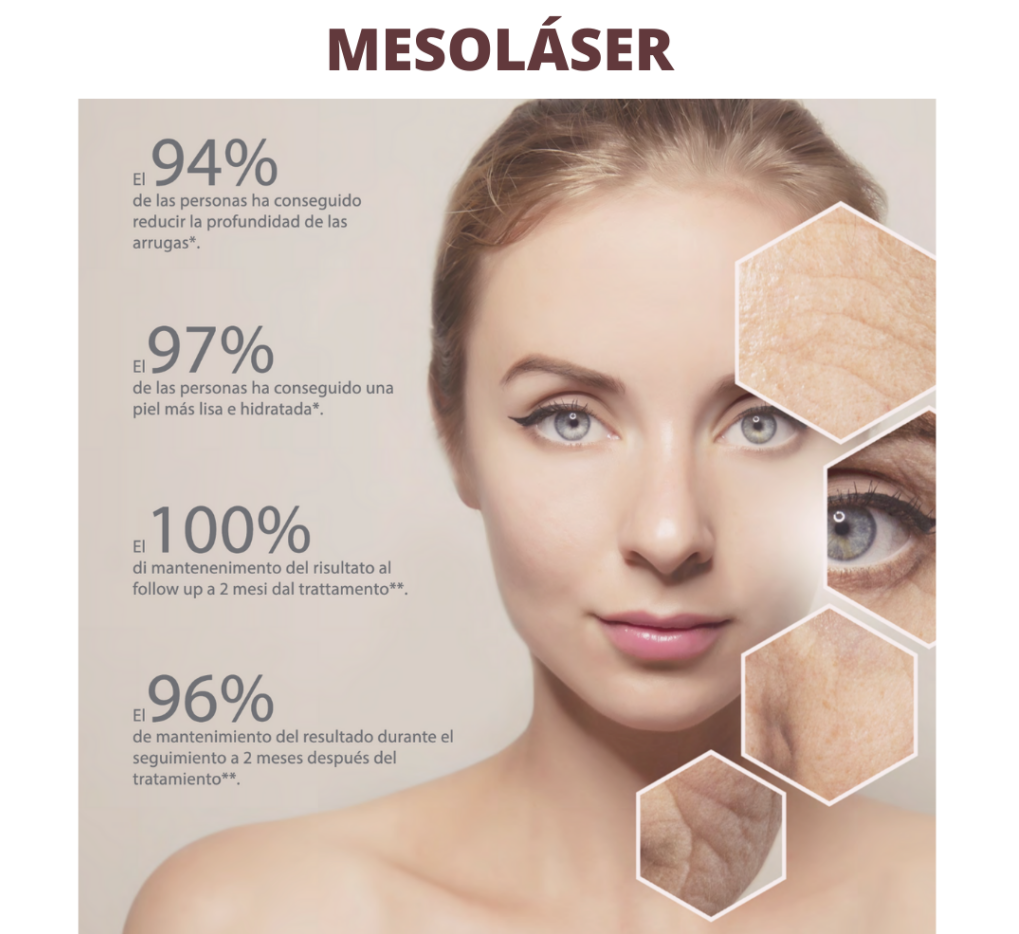 MESOLÁSER
El 94%
de las personas ha conseguido
reducir la profundidad de las
arrugas*.
El 97%
de las personas ha conseguido una
piel más lisa e hidratada*.
El 100%
di mantenenimento del risultato al
follow up a 2 mesi dal trattamento**.
El 96%
de mantenimiento del resultado durante el
seguimiento a 2 meses después del
tratamiento**.